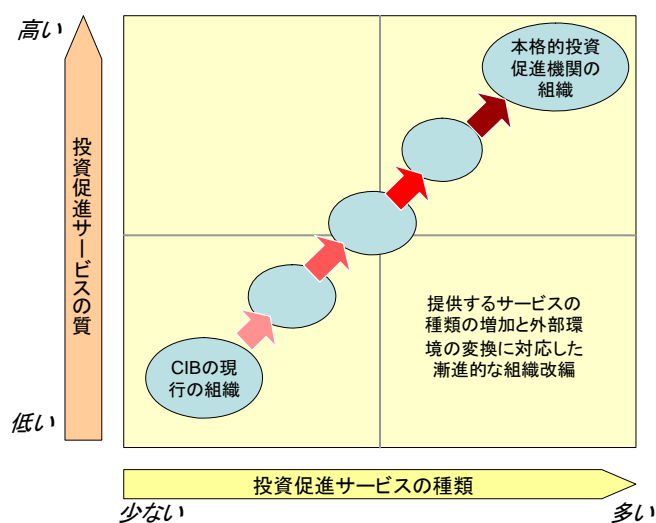 高い
本格的投資
促進機関の
組織
投資促進サービスの質
提供するサービスの
種類の増加と外部環
境の変換に対応した
漸進的な組織改編
CIBの現
行の組織
低い
投資促進サービスの種類
少ない
多い